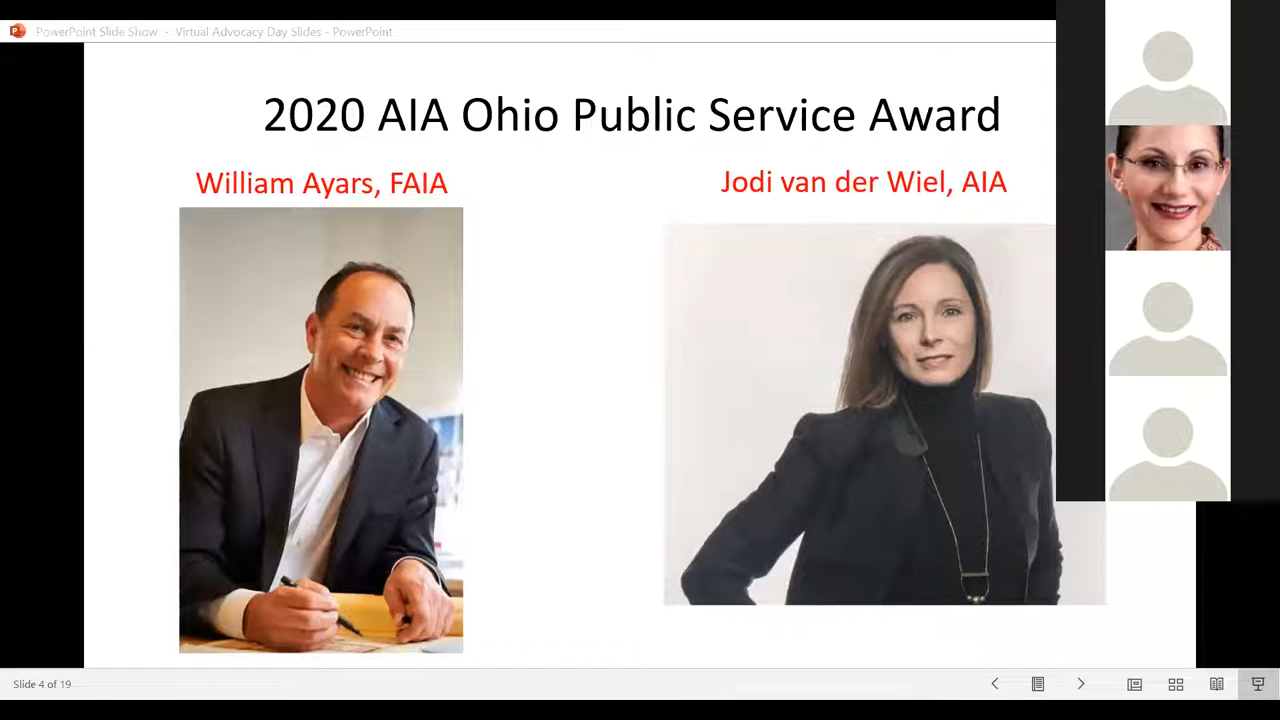 PowerPoint Slide Show - Virtual Advocacy Day Slides - PowerPoint
2020 AIA Ohio Public Service Award
William Ayars, FAIA
Jodi van der Wiel, AIA
Slide 4 of 19